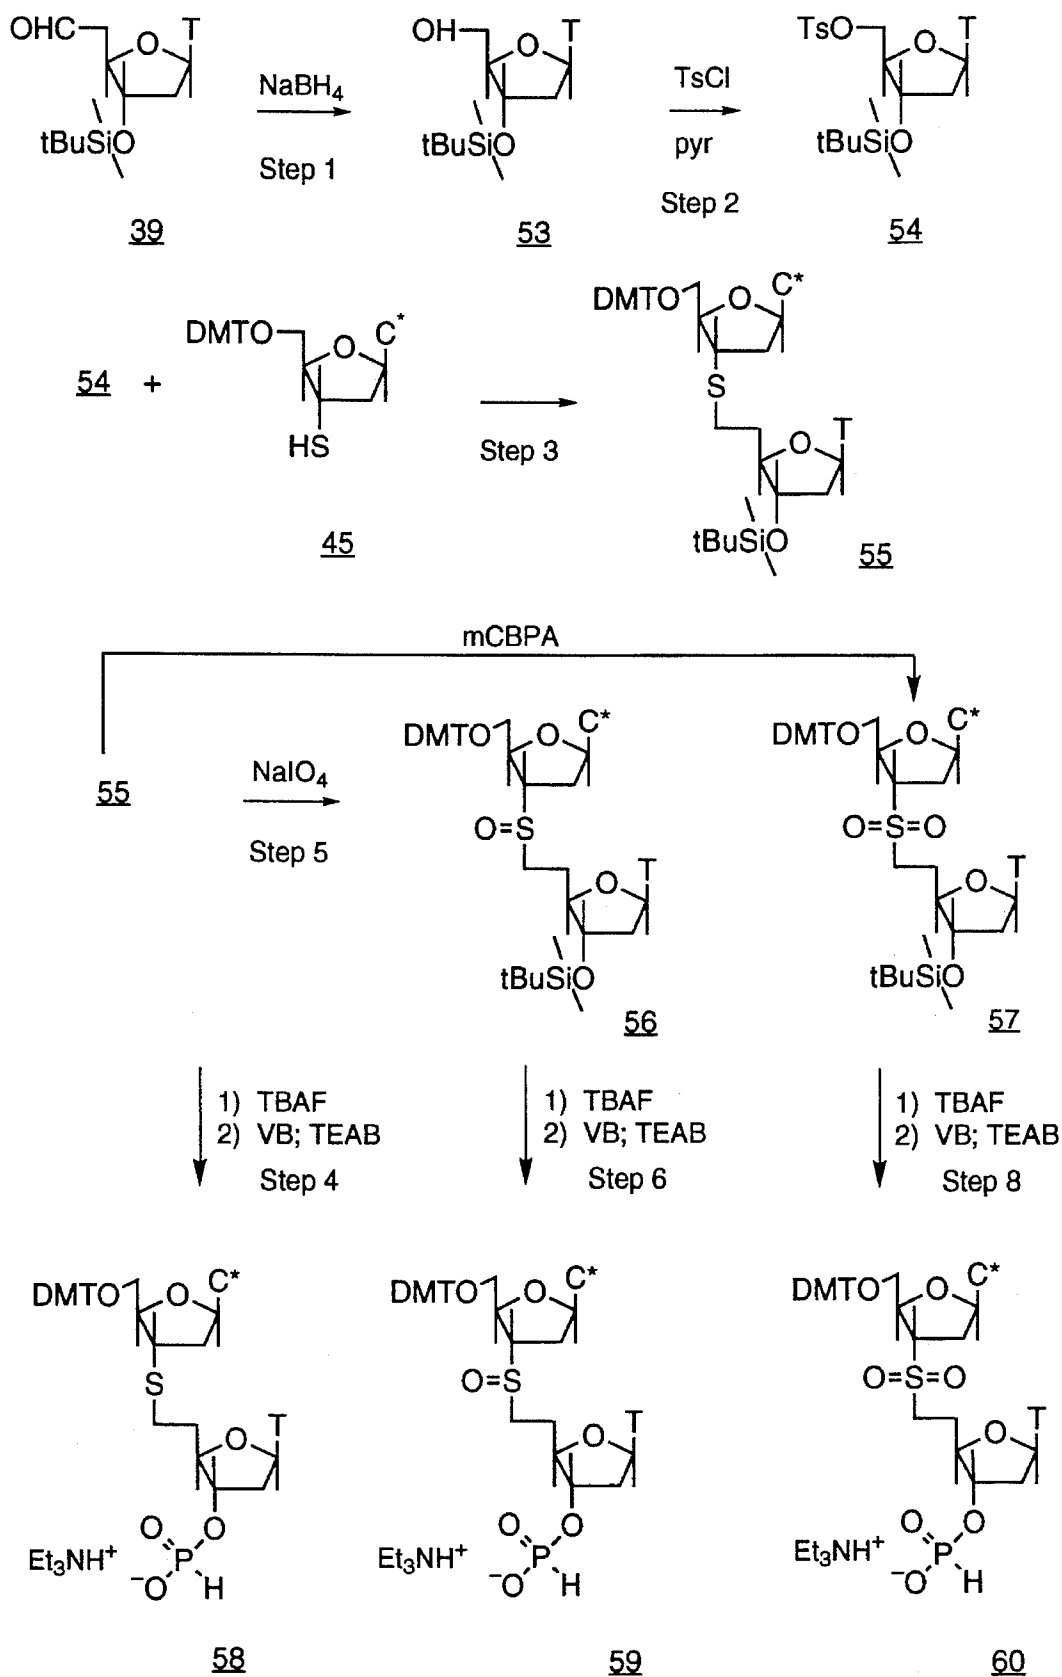 OHC O T
tBuSiO
39
NaBH4
Step 1
OH O T
tBuSiO
53
TsCl
pyr
Step 2
TsO O T
tBuSiO
54
54 +
DMTO O C*
HS
45
Step 3
DMTO O C*
S
O T
tBuSiO
55
mCBPA
55
NaIO4
Step 5
DMTO O C*
O=S
O T
tBuSiO
56
DMTO O C*
O=S=O
O T
tBuSiO
57
1) TBAF
2) VB; TEAB
Step 4
1) TBAF
2) VB; TEAB
Step 6
1) TBAF
2) VB; TEAB
Step 8
DMTO O C*
S
O T
O O
Et3NH+ P
-O H
58
DMTO O C*
O=S
O T
O O
Et3NH+ P
-O H
59
DMTO O C*
O=S=O
O T
O O
Et3NH+ P
-O H
60